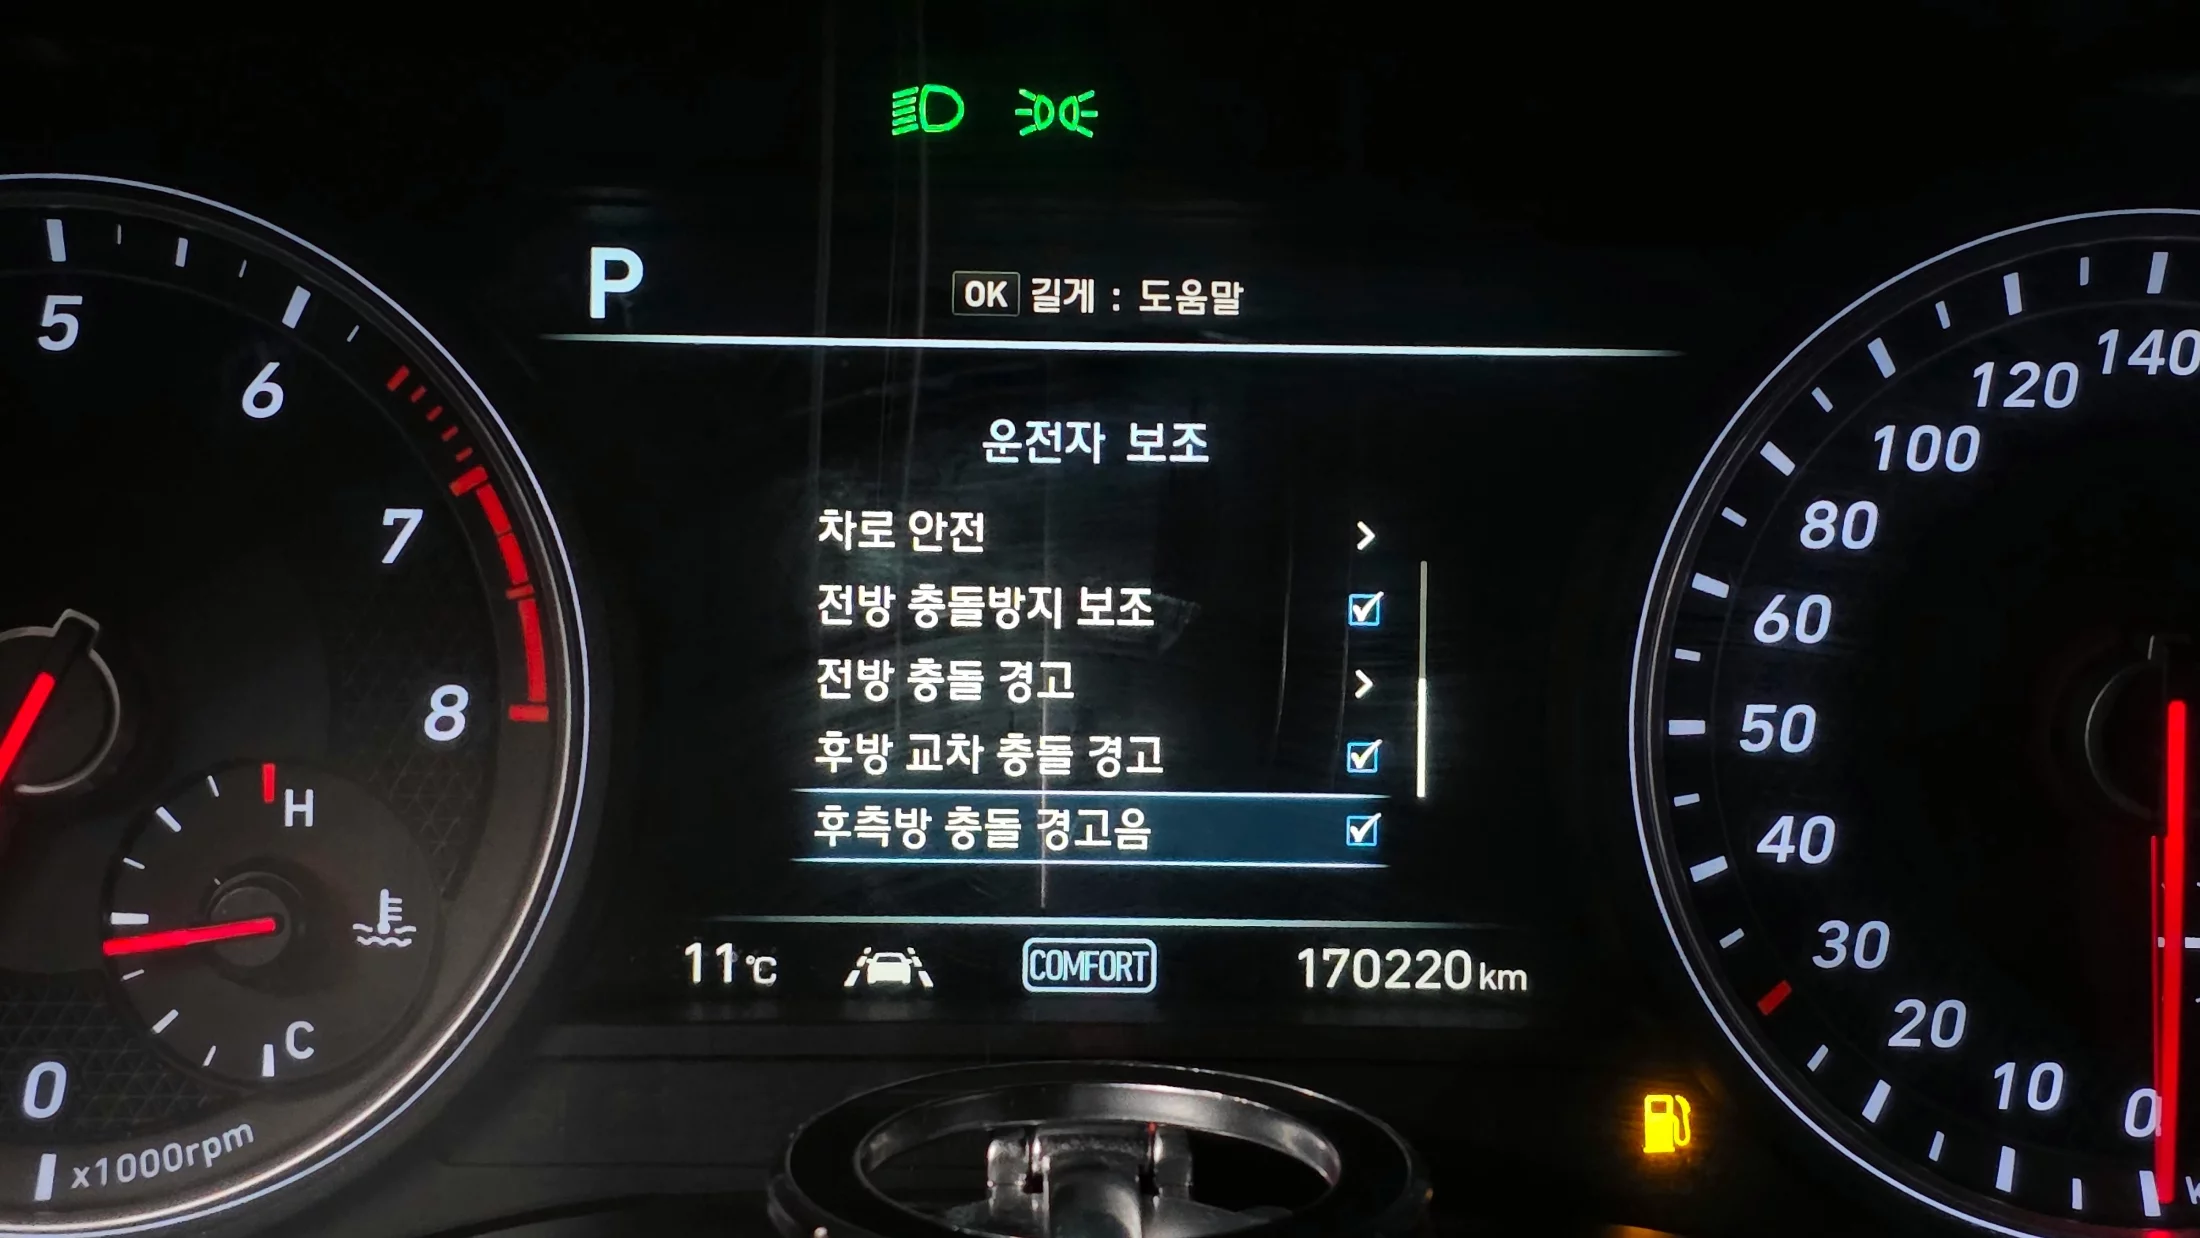 P
OK 길게 : 도움말
운전자 보조
차로 안전
전방 충돌방지 보조
전방 충돌 경고
후방 교차 충돌 경고
후측방 충돌 경고음
11℃
COMFORT
170220 km
5
6
7
8
H
C
0
x1000rpm
140
120
100
80
60
50
40
30
20
10
0